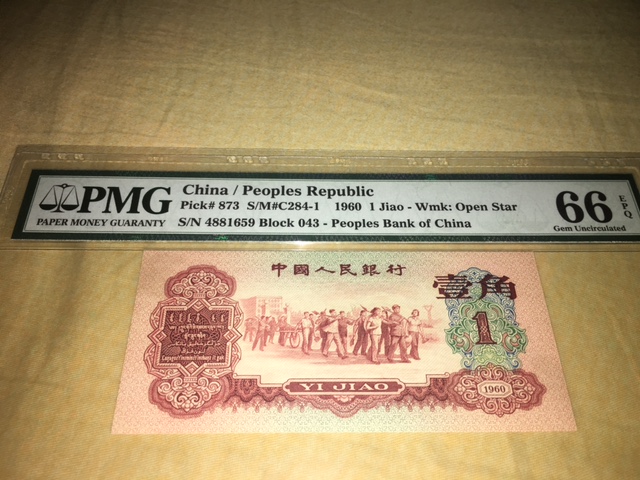 PMG
PAPER MONEY GUARANTY
China / Peoples Republic
Pick# 873 S/M#C284-1 1960 1 Jiao - Wmk: Open Star
S/N 4881659 Block 043 - Peoples Bank of China
66 EPQ
Gem Uncirculated
中國人民銀行
壹角
1
YI JIAO
1960